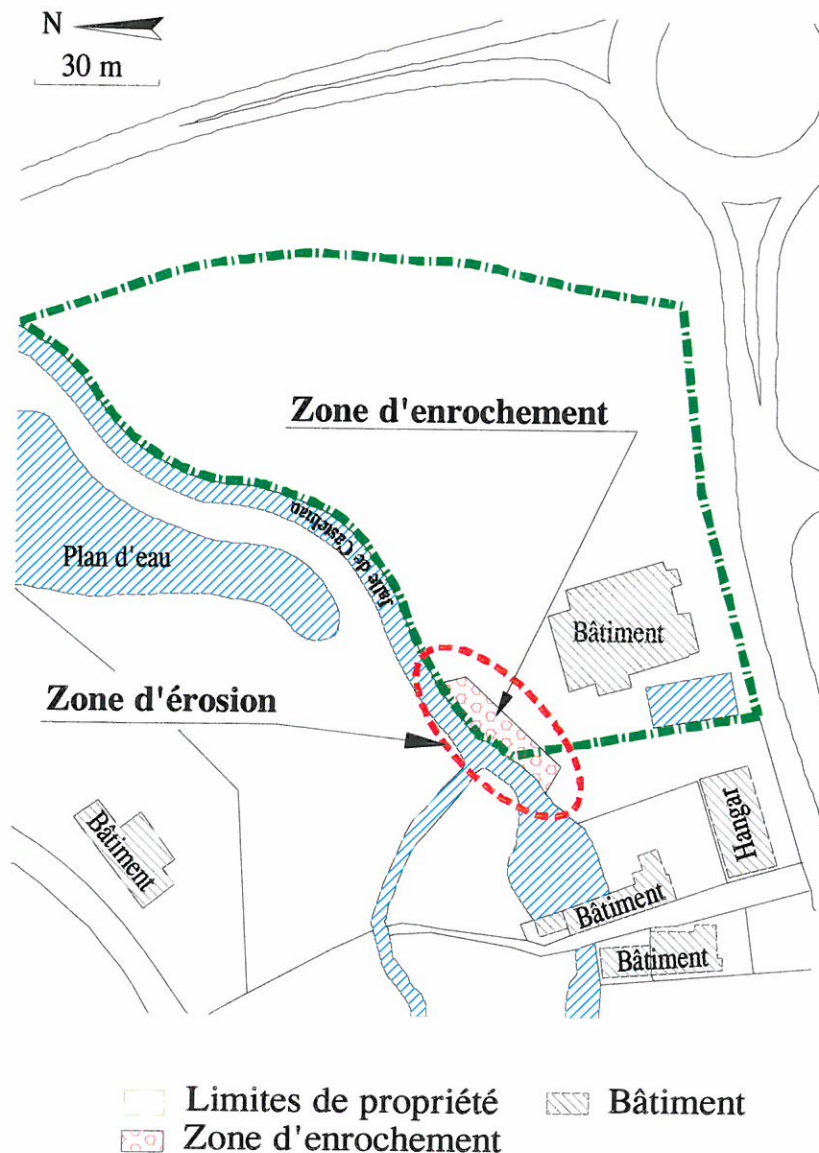 N
30 m
Zone d'enrochement
Jalle de Castelnau
Plan d'eau
Bâtiment
Zone d'érosion
Bâtiment
Hangar
Bâtiment
Bâtiment
Limites de propriété
Bâtiment
Zone d'enrochement